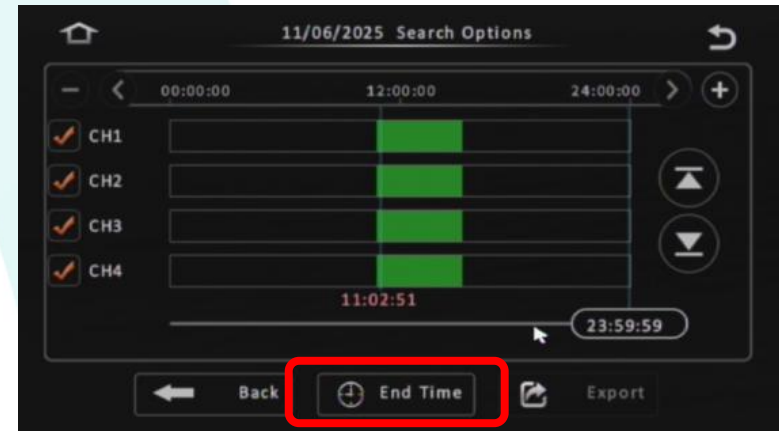 11/06/2025 Search Options
00:00:00 12:00:00 24:00:00
CH1
CH2
CH3
CH4
11:02:51
23:59:59
Back End Time Export